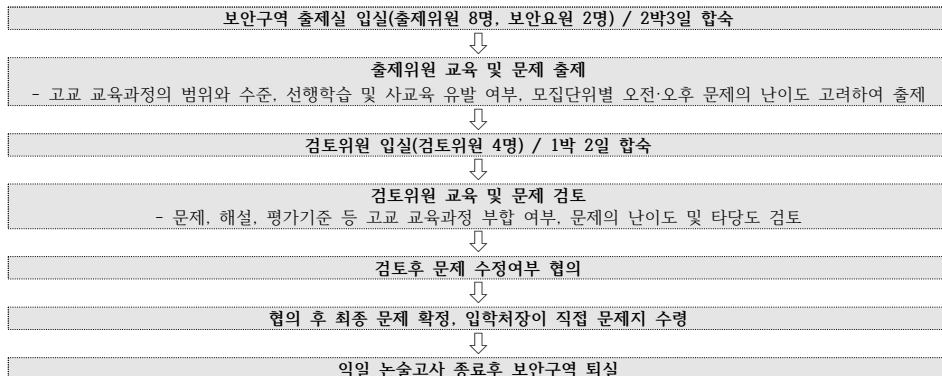 보안구역 출제실 입실(출제위원 8명, 보안요원 2명) / 2박3일 합숙
출제위원 교육 및 문제 출제
- 고교 교육과정의 범위와 수준, 선행학습 및 사교육 유발 여부, 모집단위별 오전·오후 문제의 난이도 고려하여 출제
검토위원 입실(검토위원 4명) / 1박 2일 합숙
검토위원 교육 및 문제 검토
- 문제, 해설, 평가기준 등 고교 교육과정 부합 여부, 문제의 난이도 및 타당도 검토
검토후 문제 수정여부 협의
협의 후 최종 문제 확정, 입학처장이 직접 문제지 수령
익일 논술고사 종료후 보안구역 퇴실